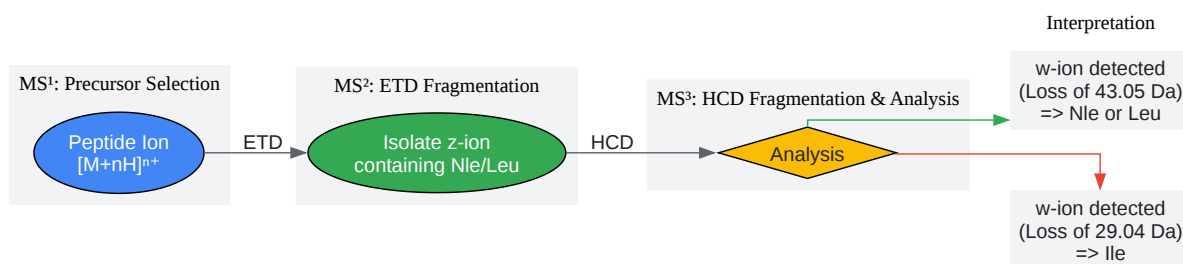 Interpretation
MS¹: Precursor Selection
Peptide Ion
[M+nH]ⁿ⁺
ETD
MS²: ETD Fragmentation
Isolate z-ion
containing Nle/Leu
HCD
MS³: HCD Fragmentation & Analysis
Analysis
w-ion detected
(Loss of 43.05 Da)
=> Nle or Leu
w-ion detected
(Loss of 29.04 Da)
=> Ile